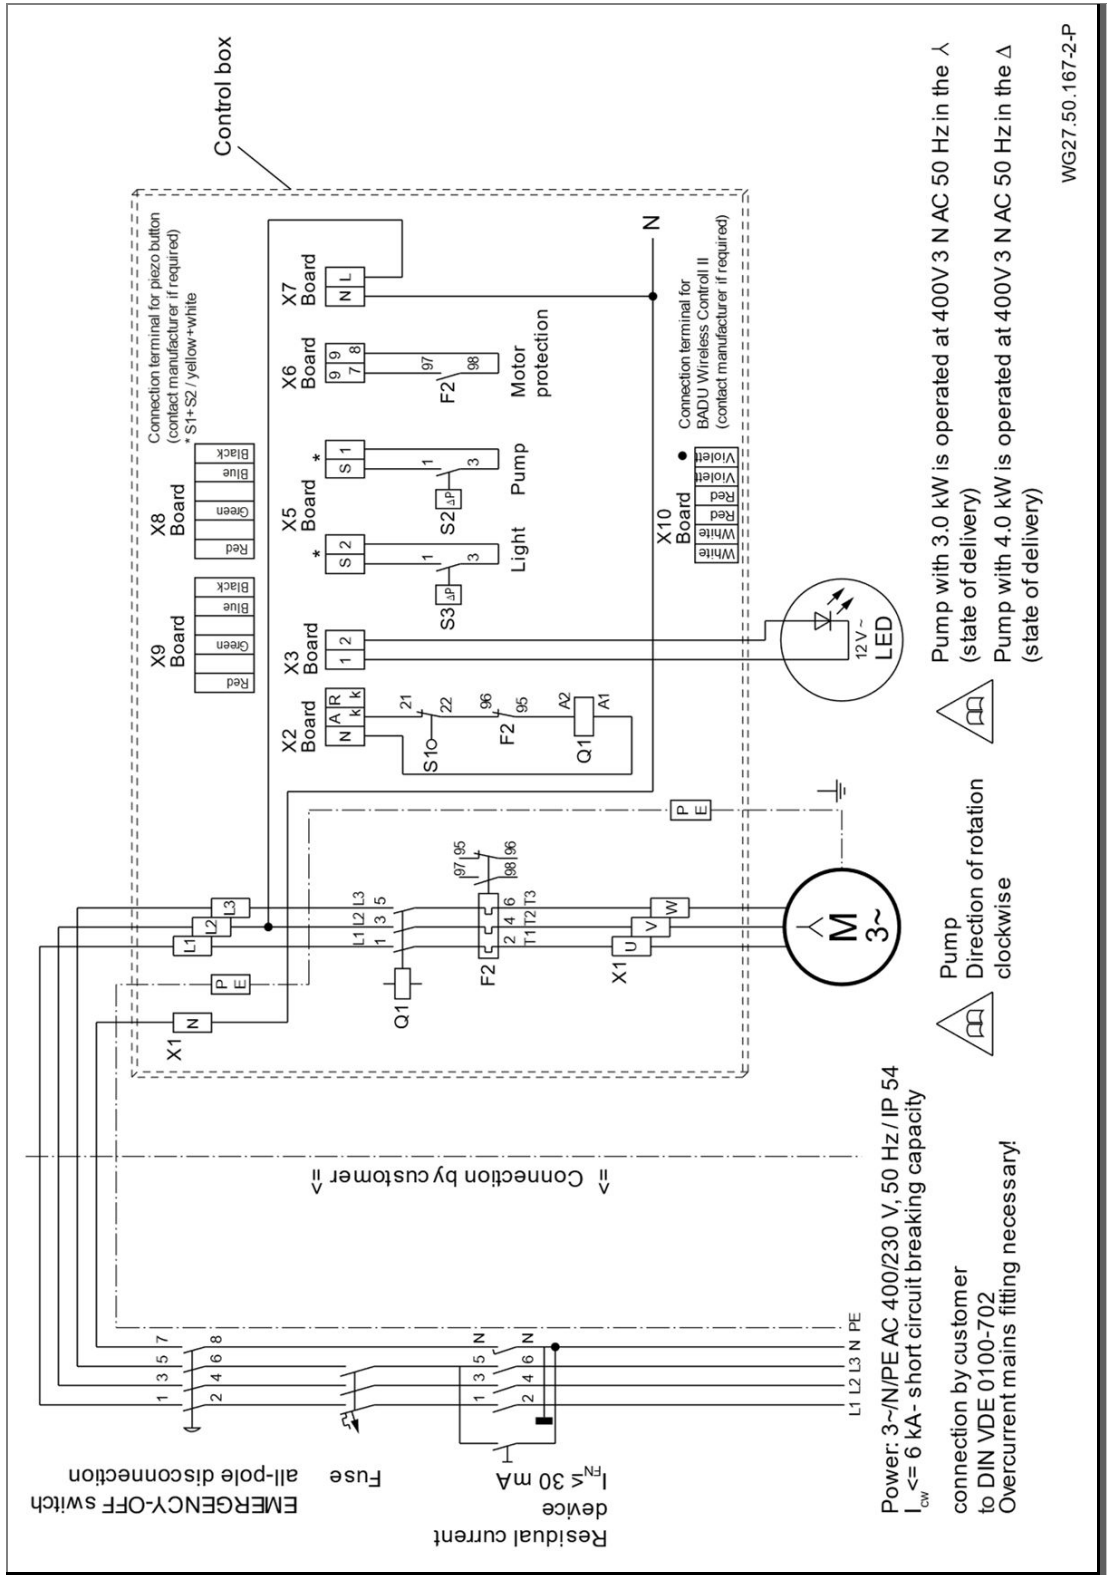 Control box
Connection terminal for piezo button
(contact manufacturer if required)
* S1+S2 / yellow+white
X9
Board
Red
Green
Blue
Black
X8
Board
Red
Green
Blue
Black
X2
Board
N A R
k k
X3
Board
1 2
X5
Board
*
S 2
*
S 1
X6
Board
9 9
7 8
X7
Board
N L
S1
21
22
F2
96
95
Q1
A2
A1
S3
ΔP
1
3
Light
S2
ΔP
1
3
Pump
F2
97
98
Motor
protection
N
X10
Board
White
White
Red
Red
Violett
Violett
Connection terminal for
BADU Wireless Controll II
(contact manufacturer if required)
12 V ~
LED
X1
N
P
E
L1
L2
L3
Q1
L1 L2 L3
1 3 5
F2
2 4 6
T1 T2 T3
97 95
98 96
X1
U
V
W
P
E
M
3~
EMERGENCY-OFF switch
all-pole disconnection
1 3 5 7
2 4 6 8
Fuse
Residual current
device
I FN ≤ 30 mA
1 3 5 N
2 4 6 N
L1 L2 L3 N PE
=> Connection by customer =>
Power: 3~/N/PE AC 400/230 V, 50 Hz / IP 54
Icw <= 6 kA- short circuit breaking capacity
connection by customer
to DIN VDE 0100-702
Overcurrent mains fitting necessary!
Pump
Direction of rotation
clockwise
Pump with 3.0 kW is operated at 400V 3 N AC 50 Hz in the ⅄
(state of delivery)
Pump with 4.0 kW is operated at 400V 3 N AC 50 Hz in the Δ
(state of delivery)
WG27.50.167-2-P